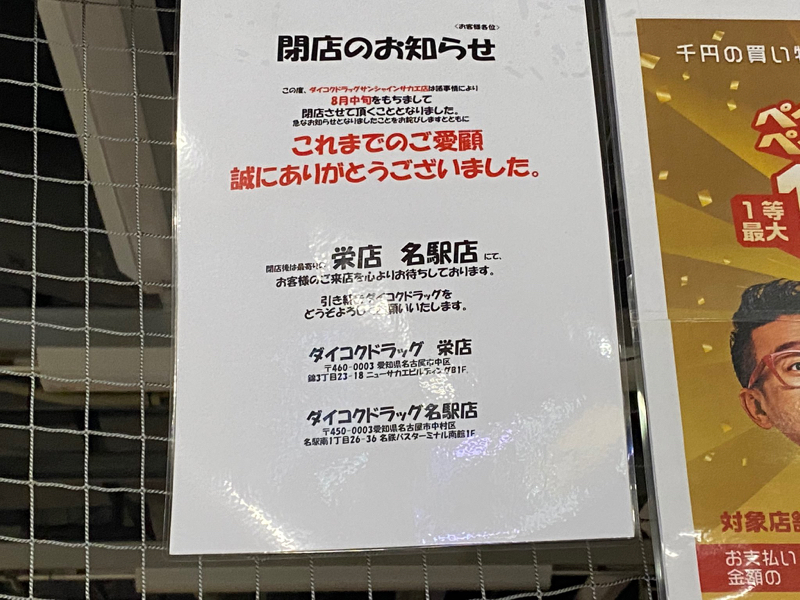 <お客様各位>
閉店のお知らせ
この度、ダイコクドラッグサンシャインサカエ店は諸事情により
8月中旬をもちまして
閉店させて頂くこととなりました。
急なお知らせとなりましたことをお詫びしますとともに
これまでのご愛顧
誠にありがとうございました。
閉店後は最寄りの 栄店 名駅店 にて、
お客様のご来店を心よりお待ちしております。
引き続きダイコクドラッグを
どうぞよろしくお願いいたします。
ダイコクドラッグ 栄店
〒460-0003 愛知県名古屋市中区
錦3丁目23-18 ニューサカエビルディングB1F.
ダイコクドラッグ名駅店
〒450-0003愛知県名古屋市中村区
名駅南1丁目26-36 名鉄バスターミナル南館1F
千円の買い物
ペイ
ペイ
1等
最大
対象店舗
お支払い
金額の